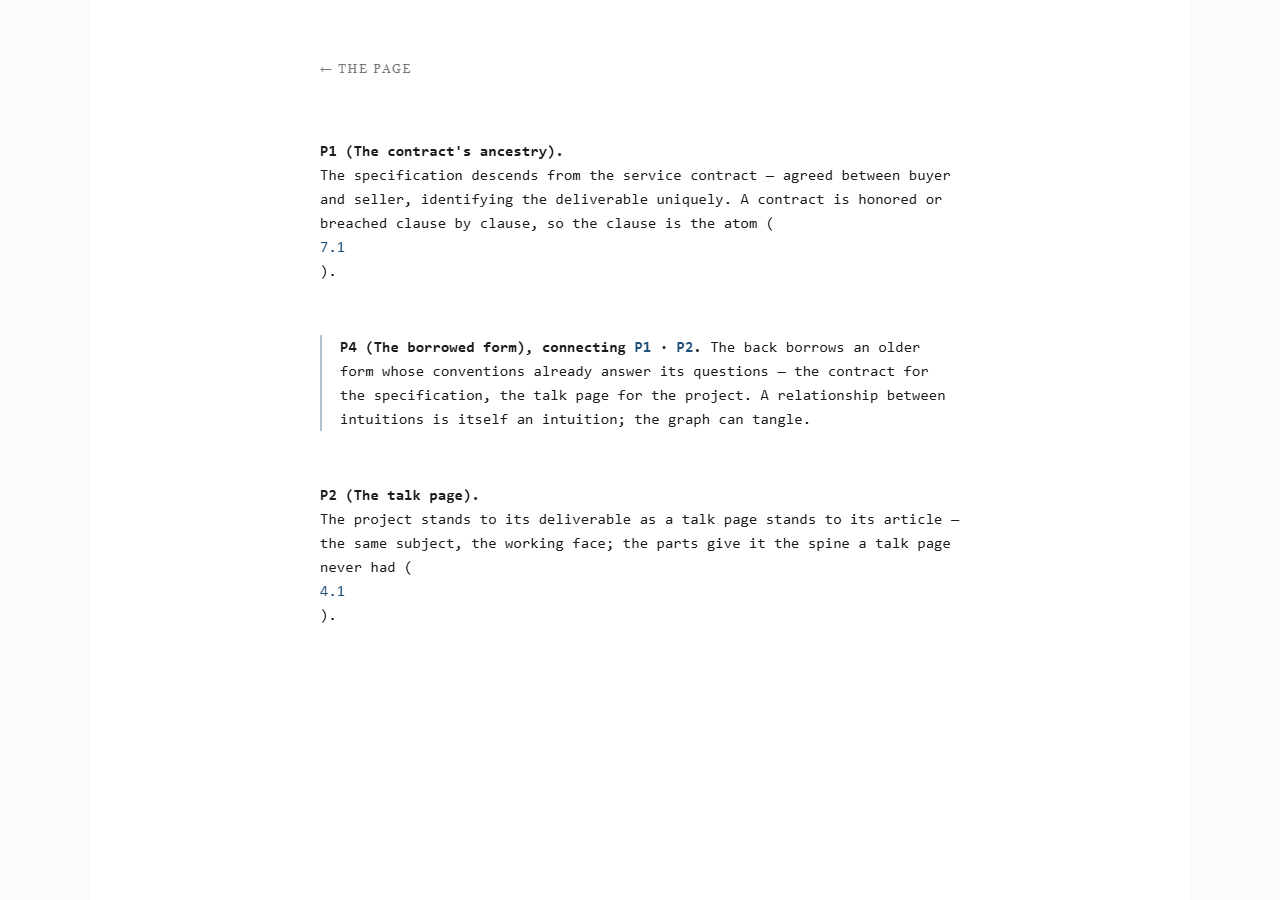 ← THE PAGE
P1 (The contract's ancestry).
The specification descends from the service contract — agreed between buyer
and seller, identifying the deliverable uniquely. A contract is honored or
breached clause by clause, so the clause is the atom (
7.1
).
P4 (The borrowed form), connecting P1 · P2. The back borrows an older
form whose conventions already answer its questions — the contract for
the specification, the talk page for the project. A relationship between
intuitions is itself an intuition; the graph can tangle.
P2 (The talk page).
The project stands to its deliverable as a talk page stands to its article —
the same subject, the working face; the parts give it the spine a talk page
never had (
4.1
).